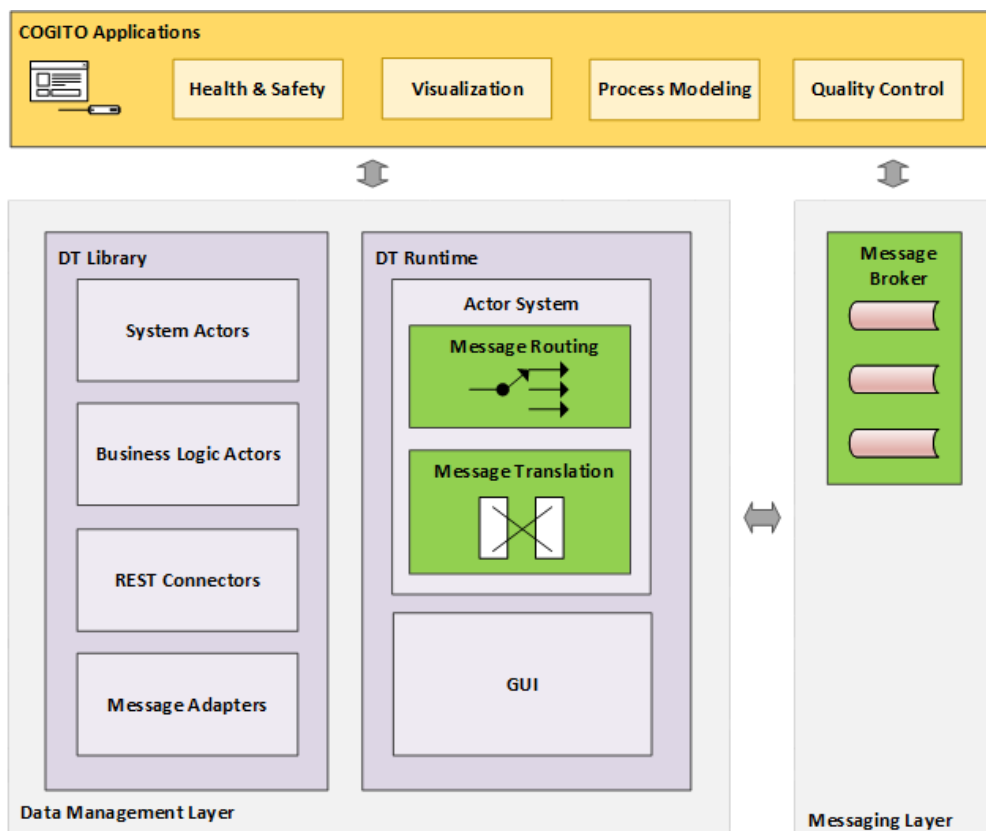 COGITO Applications
Health & Safety
Visualization
Process Modeling
Quality Control
DT Library
System Actors
Business Logic Actors
REST Connectors
Message Adapters
DT Runtime
Actor System
Message Routing
Message Translation
GUI
Data Management Layer
Message
Broker
Messaging Layer